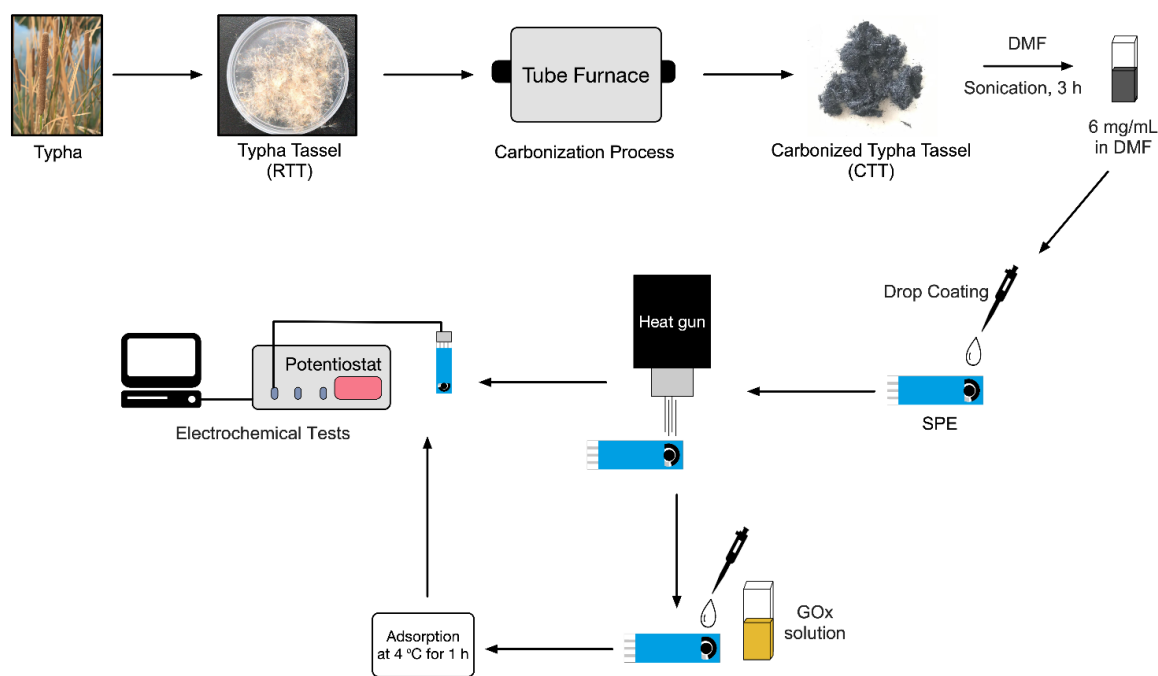 Typha
Typha Tassel
(RTT)
Tube Furnace
Carbonization Process
Carbonized Typha Tassel
(CTT)
DMF
Sonication, 3 h
6 mg/mL
in DMF
Drop Coating
SPE
Heat gun
Potentiostat
Electrochemical Tests
GOx
solution
Adsorption
at 4 °C for 1 h